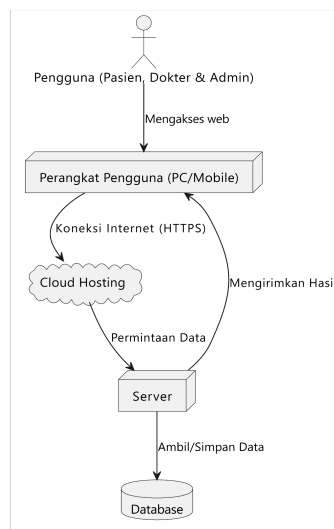 Pengguna (Pasien, Dokter & Admin)
Mengakses web
Perangkat Pengguna (PC/Mobile)
Koneksi Internet (HTTPS)
Cloud Hosting
Mengirimkan Hasi
Permintaan Data
Server
Ambil/Simpan Data
Database